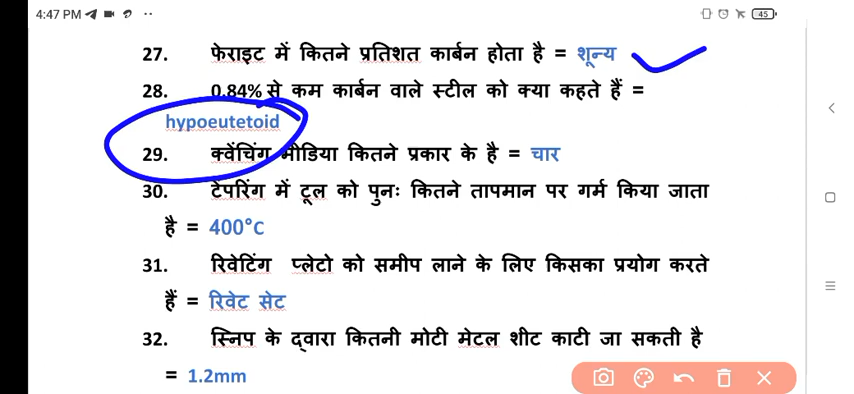 4:47 PM
45
27. फेराइट में कितने प्रतिशत कार्बन होता है = शून्य
28. 0.84% से कम कार्बन वाले स्टील को क्या कहते हैं =
hypoeutetoid
29. क्वेंचिंग मीडिया कितने प्रकार के है = चार
30. टेंपरिंग में टूल को पुनः कितने तापमान पर गर्म किया जाता
है = 400°C
31. रिवेटिंग प्लेटो को समीप लाने के लिए किसका प्रयोग करते
हैं = रिवेट सेट
32. स्निप के द्वारा कितनी मोटी मेटल शीट काटी जा सकती है
= 1.2mm